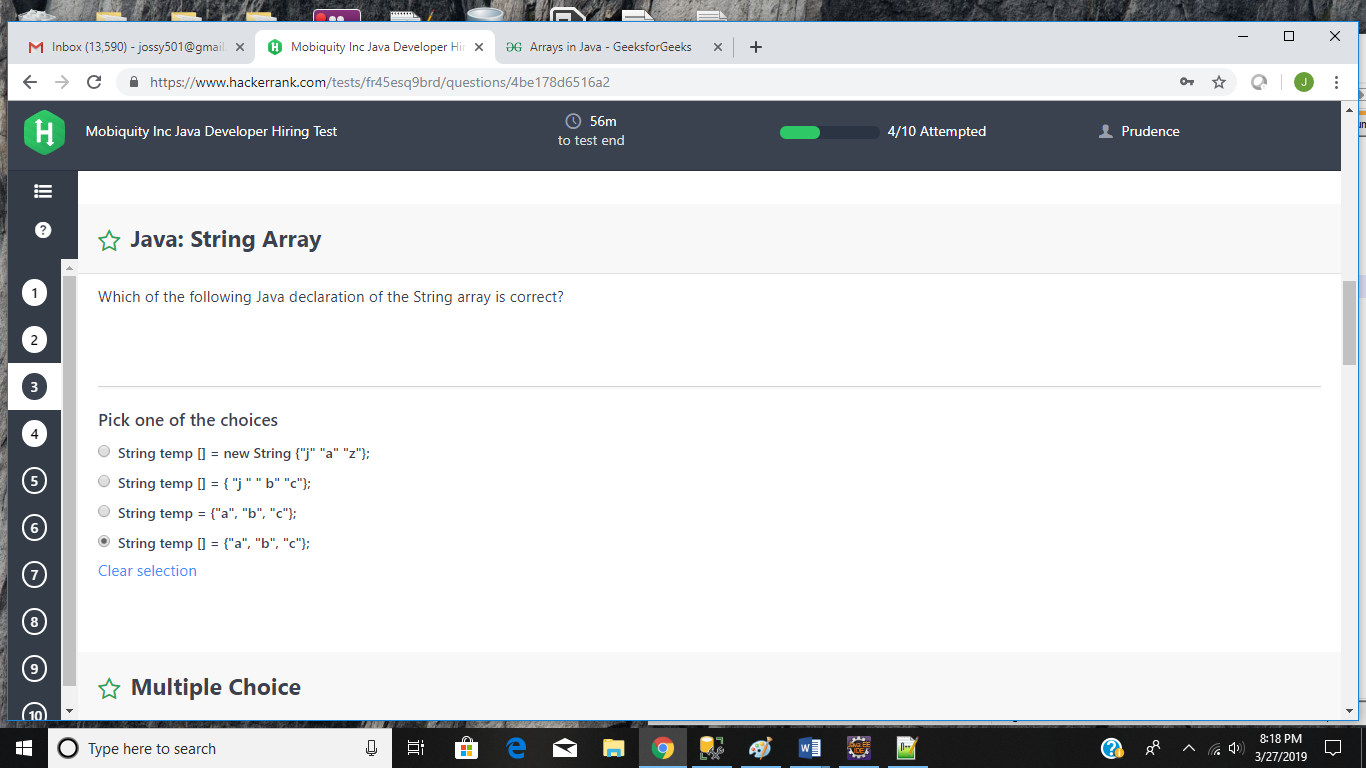 Inbox (13,590) - jossy501@gmail
Mobiquity Inc Java Developer Hir
Arrays in Java - GeeksforGeeks
https://www.hackerrank.com/tests/fr45esq9brd/questions/4be178d6516a2
J
H
Mobiquity Inc Java Developer Hiring Test
56m
to test end
4/10 Attempted
Prudence
?
Java: String Array
1
Which of the following Java declaration of the String array is correct?
2
3
Pick one of the choices
4
String temp [] = new String {"j" "a" "z"};
5
String temp [] = { "j " " b" "c"};
String temp = {"a", "b", "c"};
6
String temp [] = {"a", "b", "c"};
Clear selection
7
8
9
Multiple Choice
10
Type here to search
8:18 PM
3/27/2019